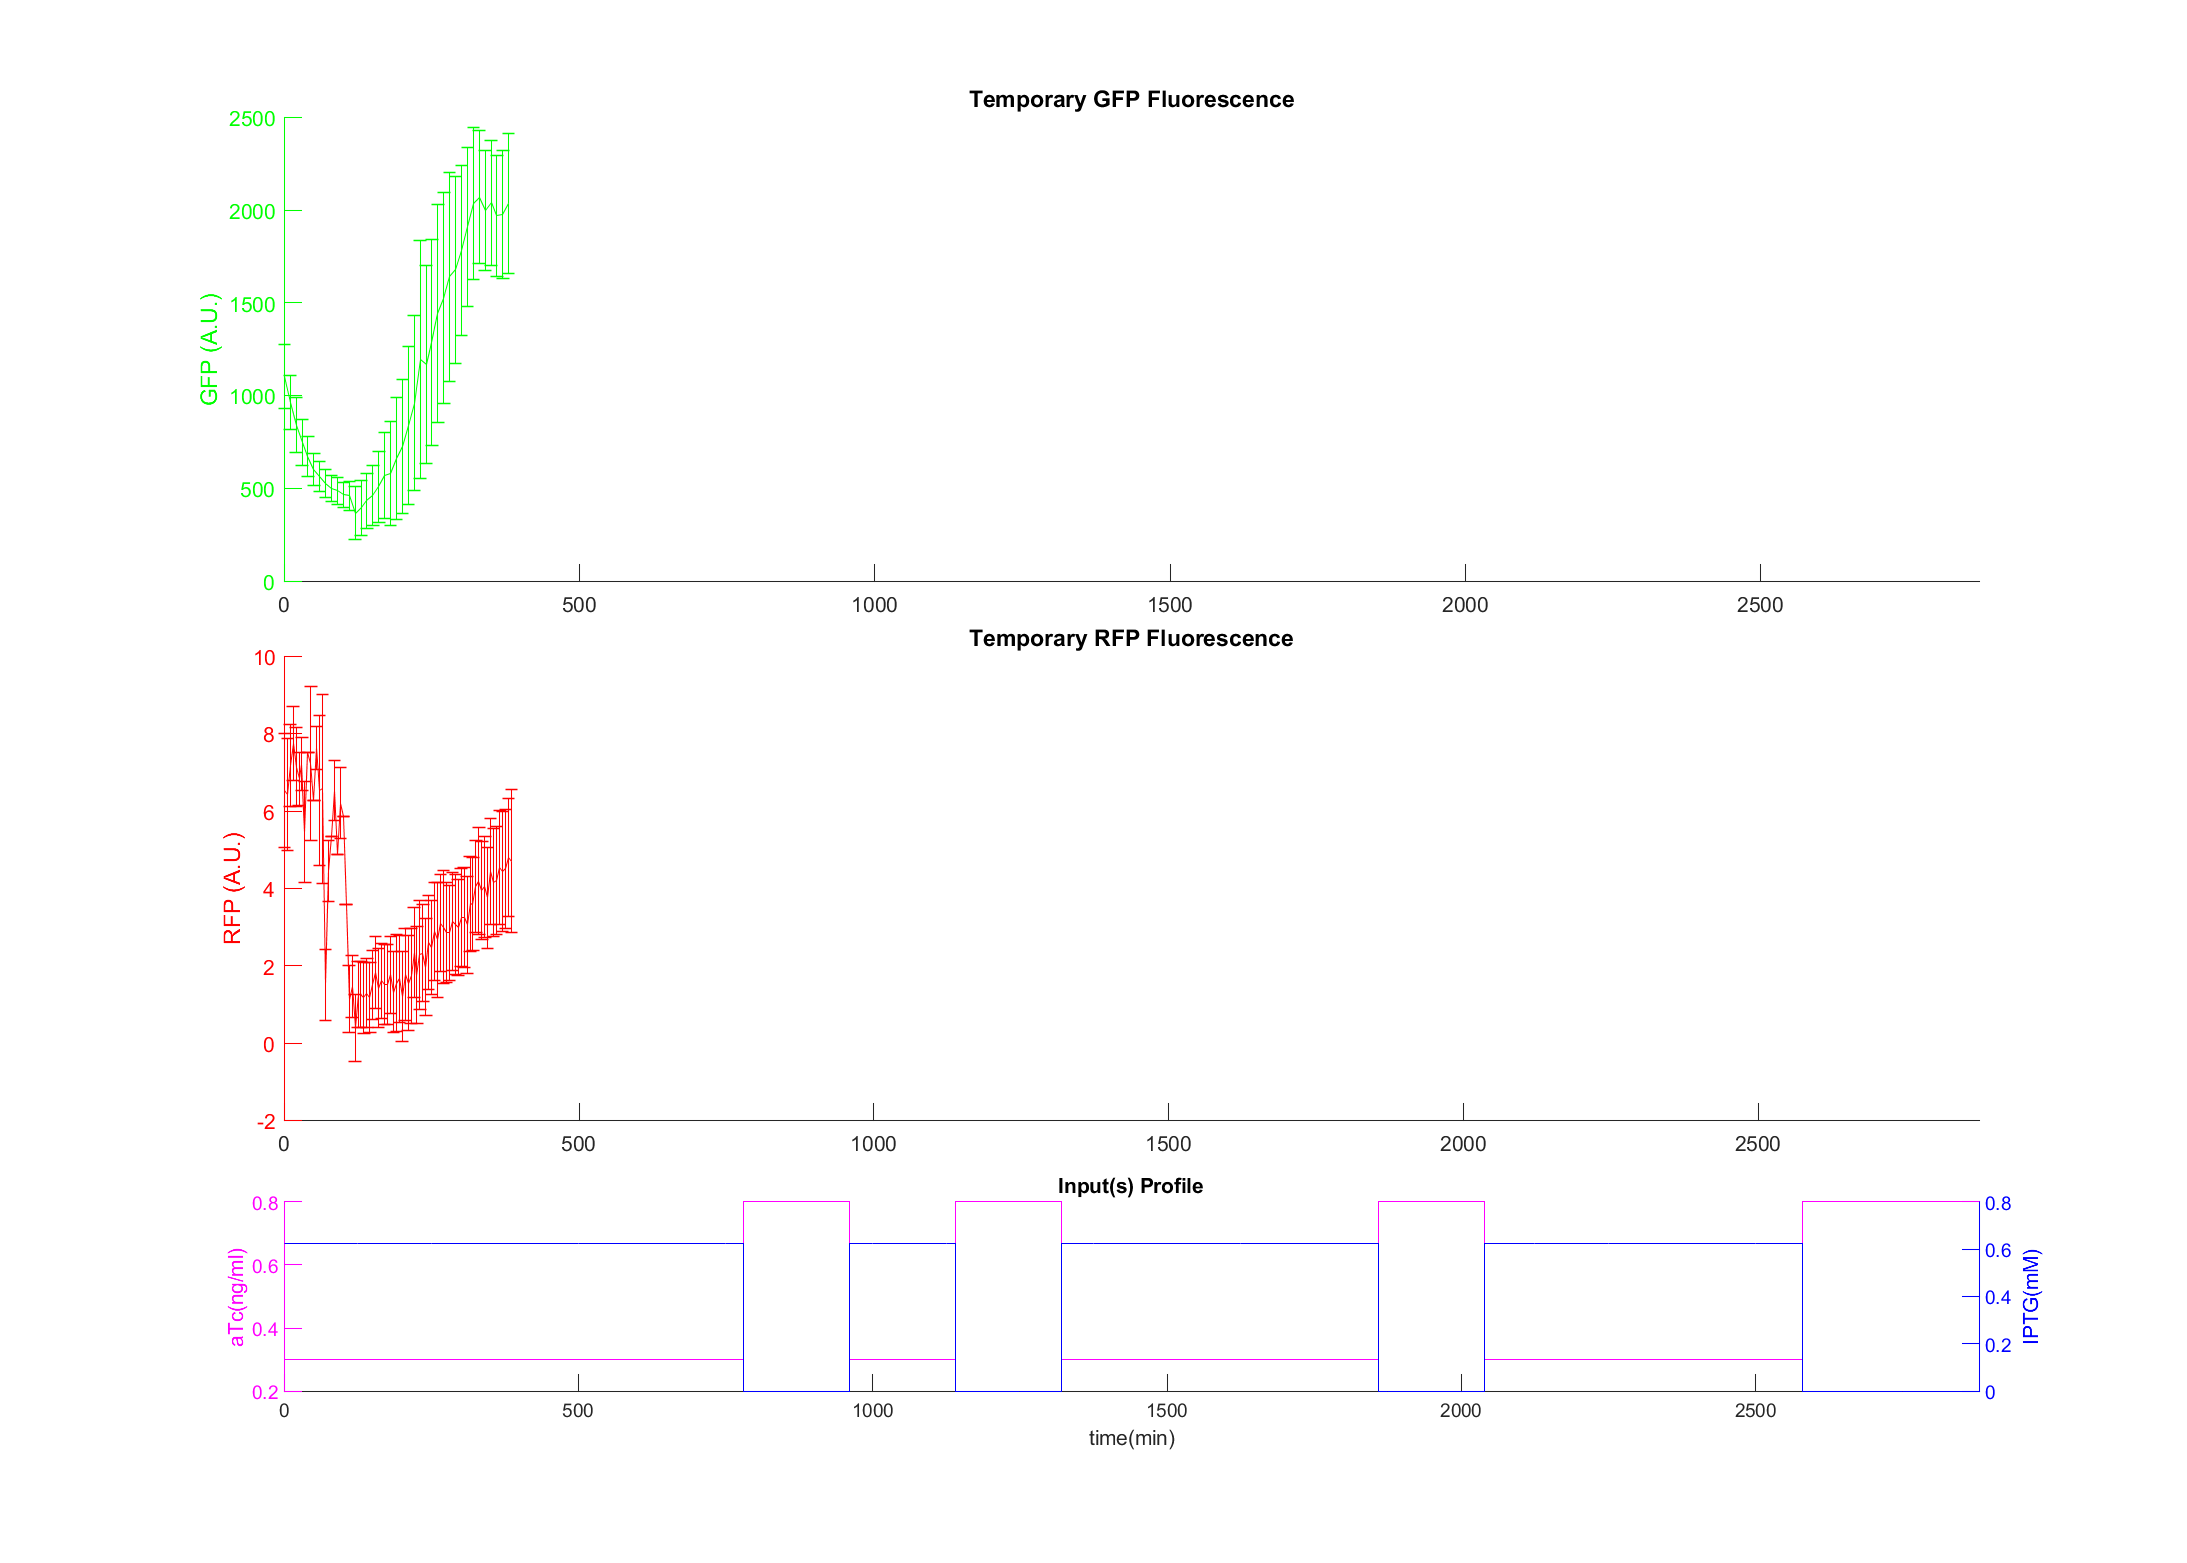 Temporary GFP Fluorescence
2500
2000
1500
1000
500
0
GFP (A.U.)
0 500 1000 1500 2000 2500
Temporary RFP Fluorescence
10
8
6
4
2
0
-2
RFP (A.U.)
0 500 1000 1500 2000 2500
Input(s) Profile
0.8
0.6
0.4
0.2
aTc(ng/ml)
0.8
0.6
0.4
0.2
0
IPTG(mM)
0 500 1000 1500 2000 2500
time(min)